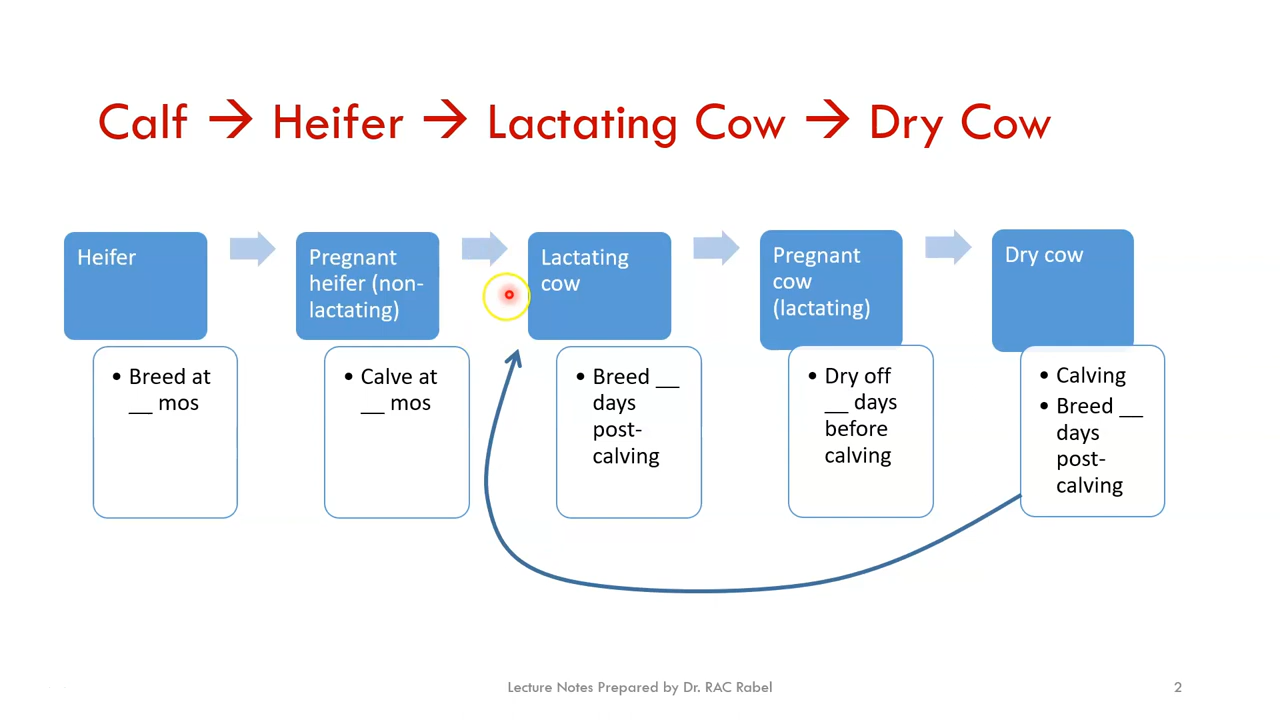 Calf → Heifer → Lactating Cow → Dry Cow
Heifer
• Breed at
__ mos
Pregnant
heifer (non-
lactating)
• Calve at
__ mos
Lactating
cow
• Breed __
days
post-
calving
Pregnant
cow
(lactating)
• Dry off
__ days
before
calving
Dry cow
• Calving
• Breed __
days
post-
calving
Lecture Notes Prepared by Dr. RAC Rabel
2